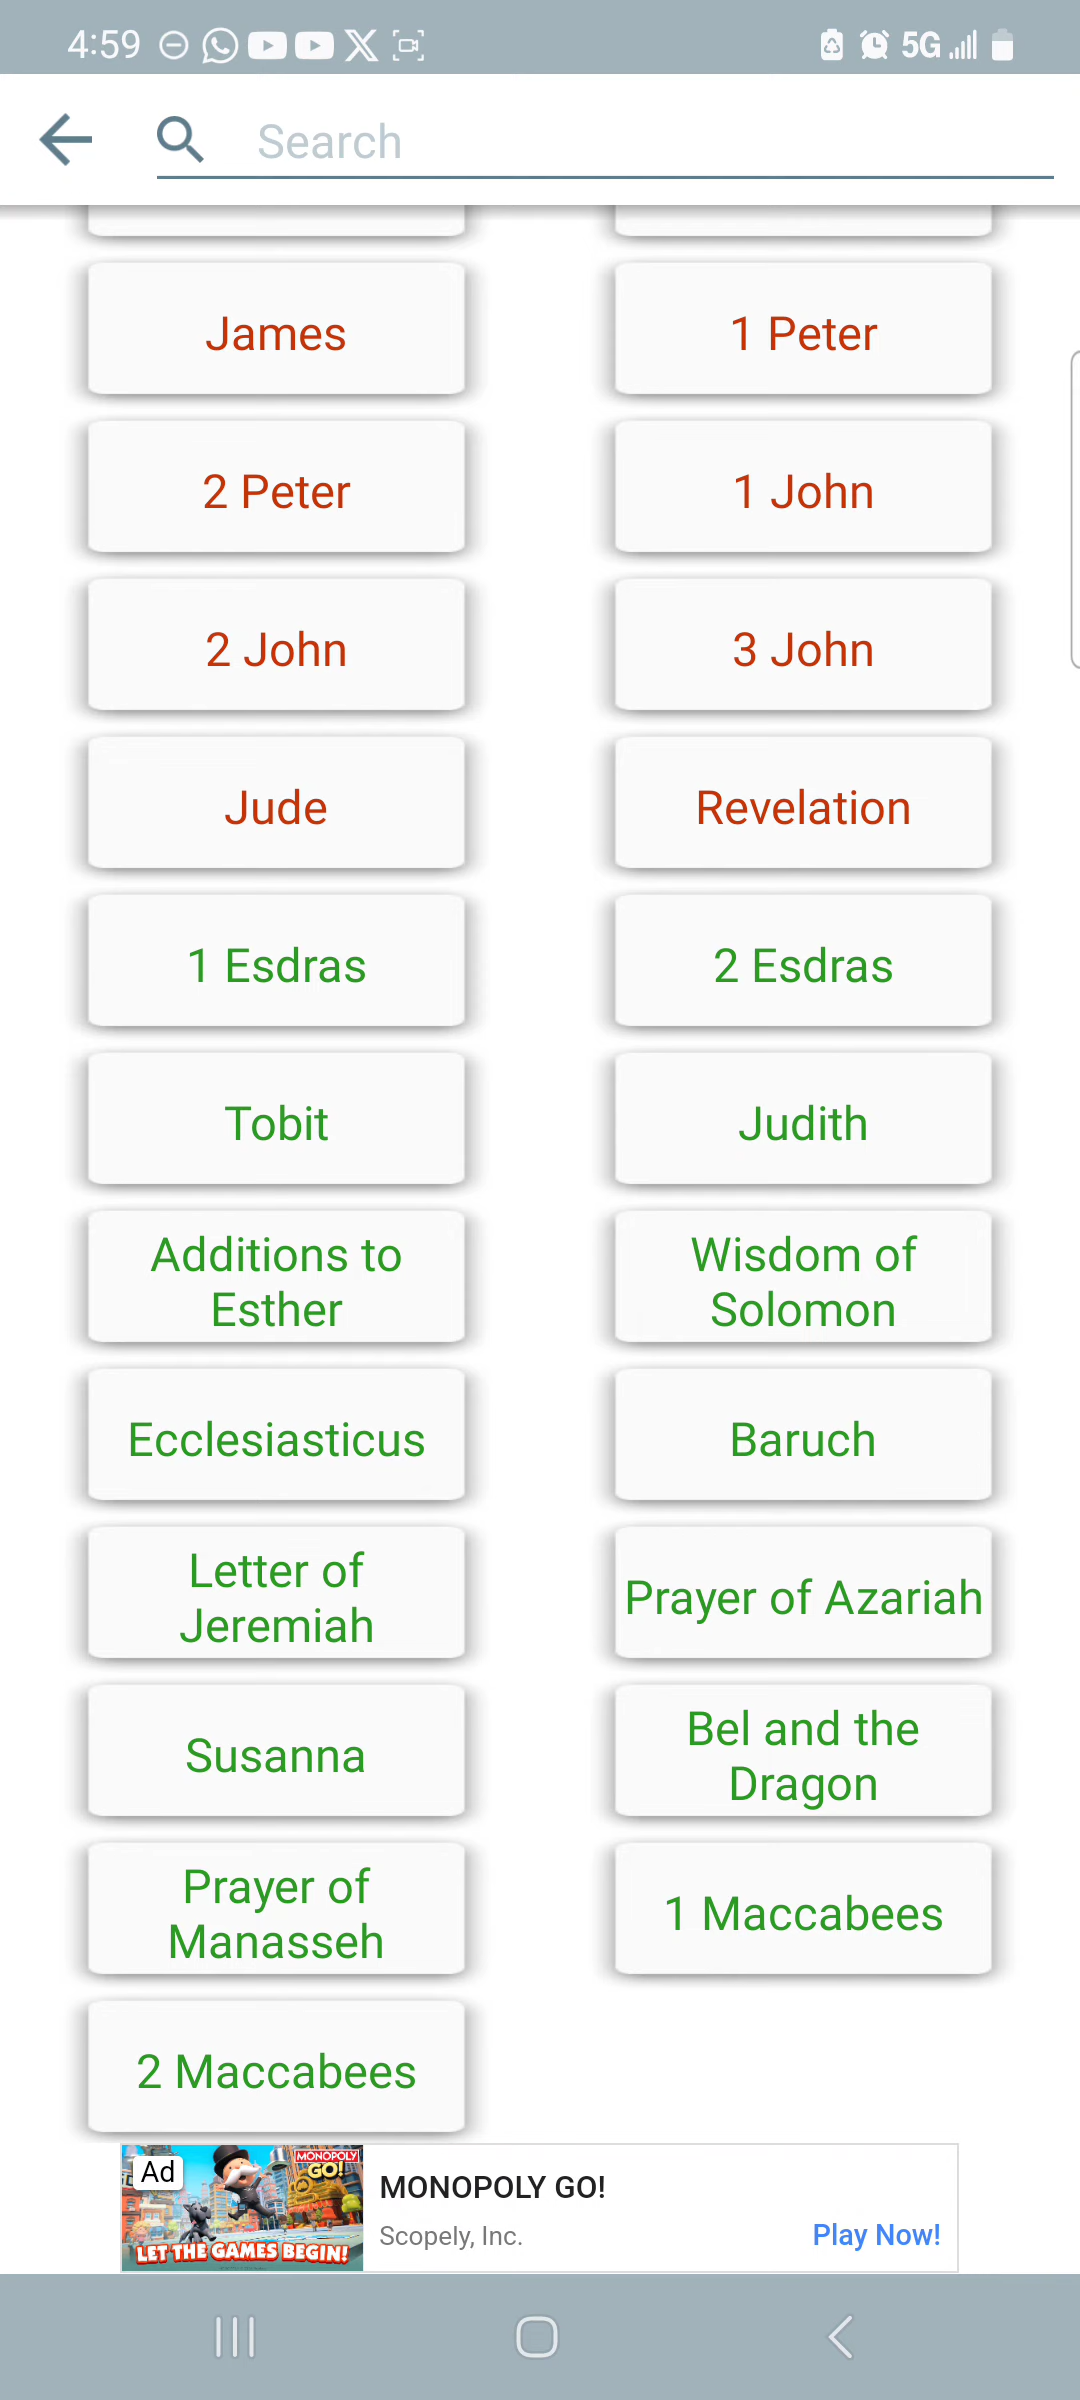 4:59
5G
Search
James
1 Peter
2 Peter
1 John
2 John
3 John
Jude
Revelation
1 Esdras
2 Esdras
Tobit
Judith
Additions to
Esther
Wisdom of
Solomon
Ecclesiasticus
Baruch
Letter of
Jeremiah
Prayer of Azariah
Susanna
Bel and the
Dragon
Prayer of
Manasseh
1 Maccabees
2 Maccabees
Ad
MONOPOLY
GO!
LET THE GAMES BEGIN!
MONOPOLY GO!
Scopely, Inc.
Play Now!